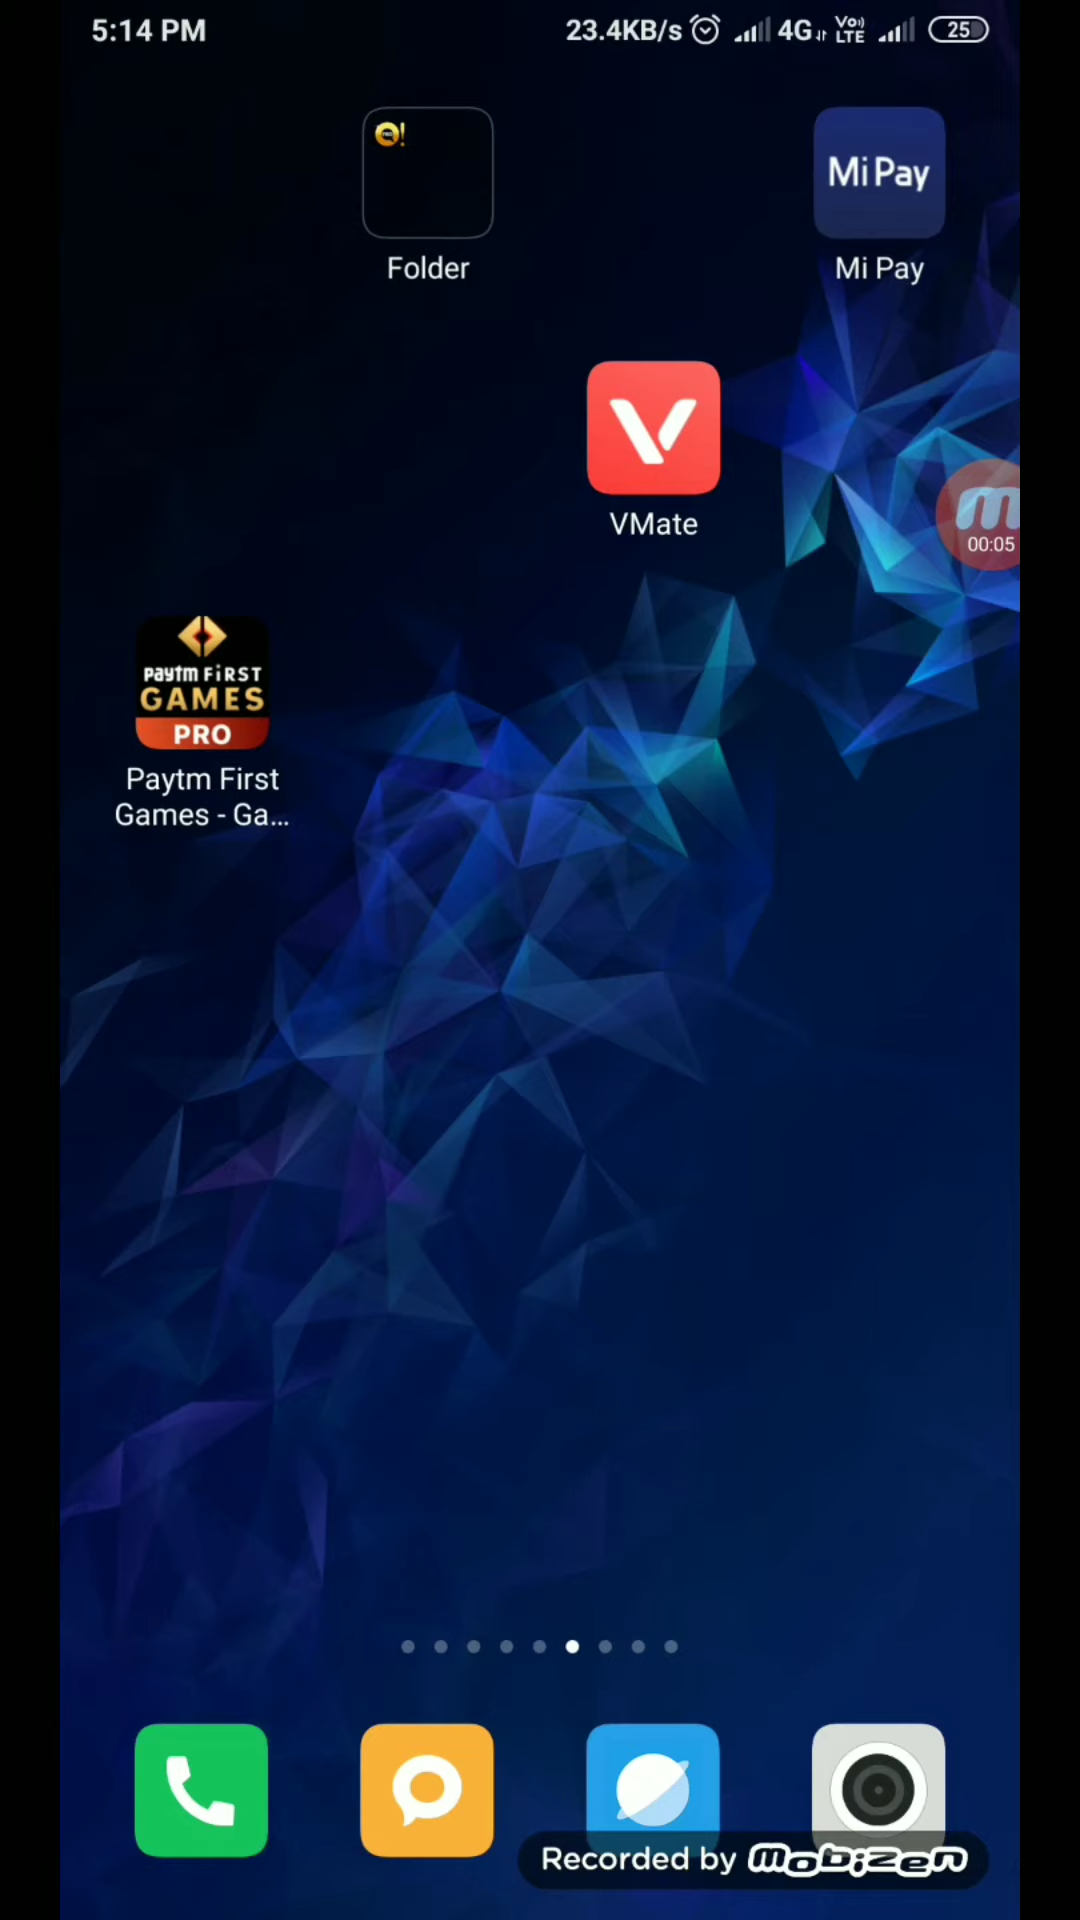 5:14 PM
23.4KB/s 4G Vo)) LTE 25
Mi Pay
Folder
Mi Pay
VMate
00:05
Paytm FiRST
GAMES
PRO
Paytm First
Games - Ga...
Recorded by mobizen